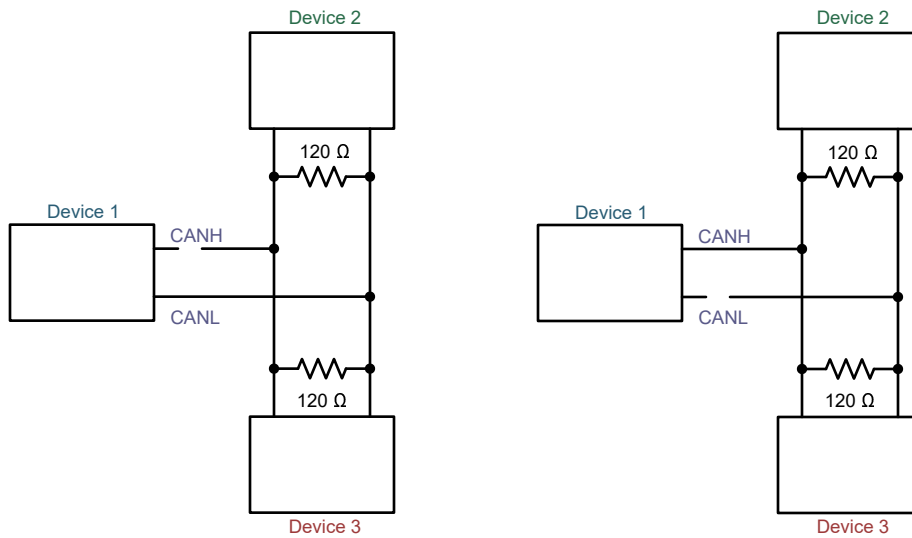 Device 2
120 Ω
Device 1
CANH
CANL
120 Ω
Device 3
Device 2
120 Ω
Device 1
CANH
CANL
120 Ω
Device 3